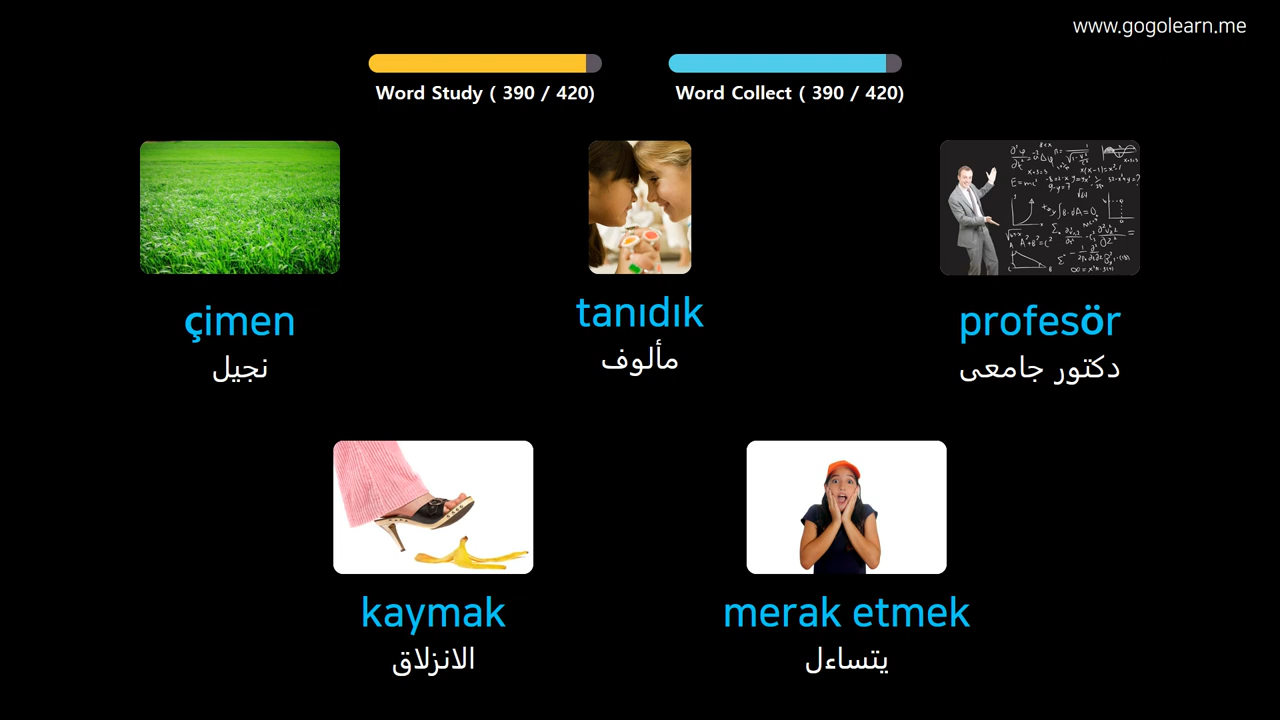 www.gogolearn.me
Word Study ( 390 / 420)
Word Collect ( 390 / 420)
çimen
نجيل
tanıdık
مألوف
profesör
دكتور جامعى
kaymak
الانزلاق
merak etmek
يتساءل